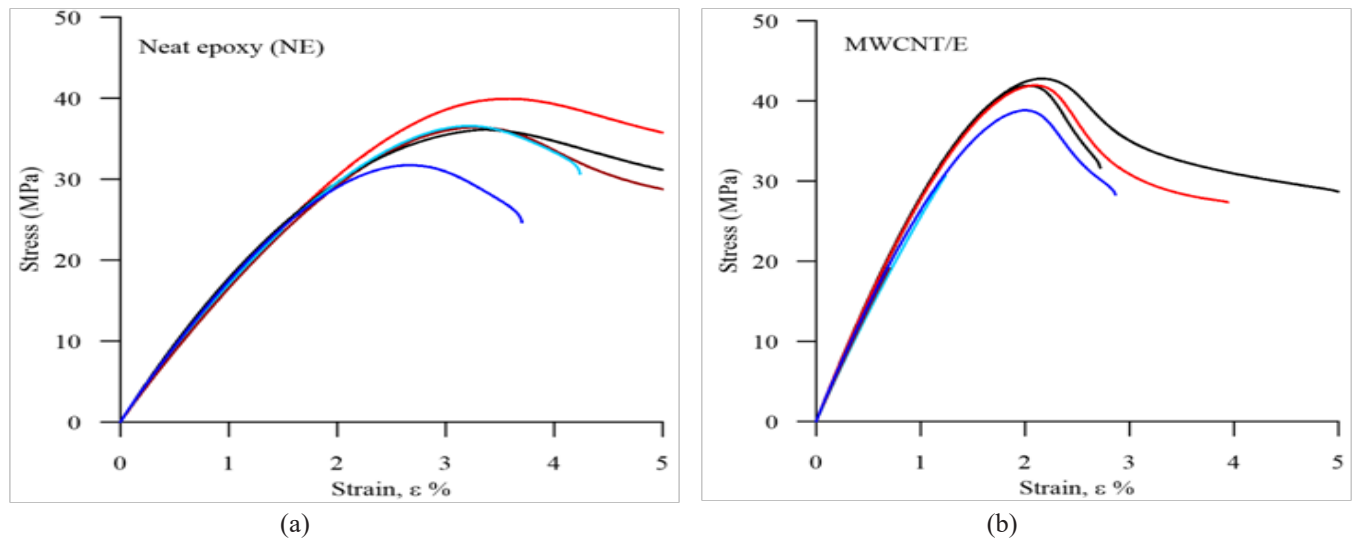 50
Neat epoxy (NE)
40
30
20
10
0
Stress (MPa)
0 1 2 3 4 5
Strain, ε %
(a)
50
MWCNT/E
40
30
20
10
0
Stress (MPa)
0 1 2 3 4 5
Strain, ε %
(b)